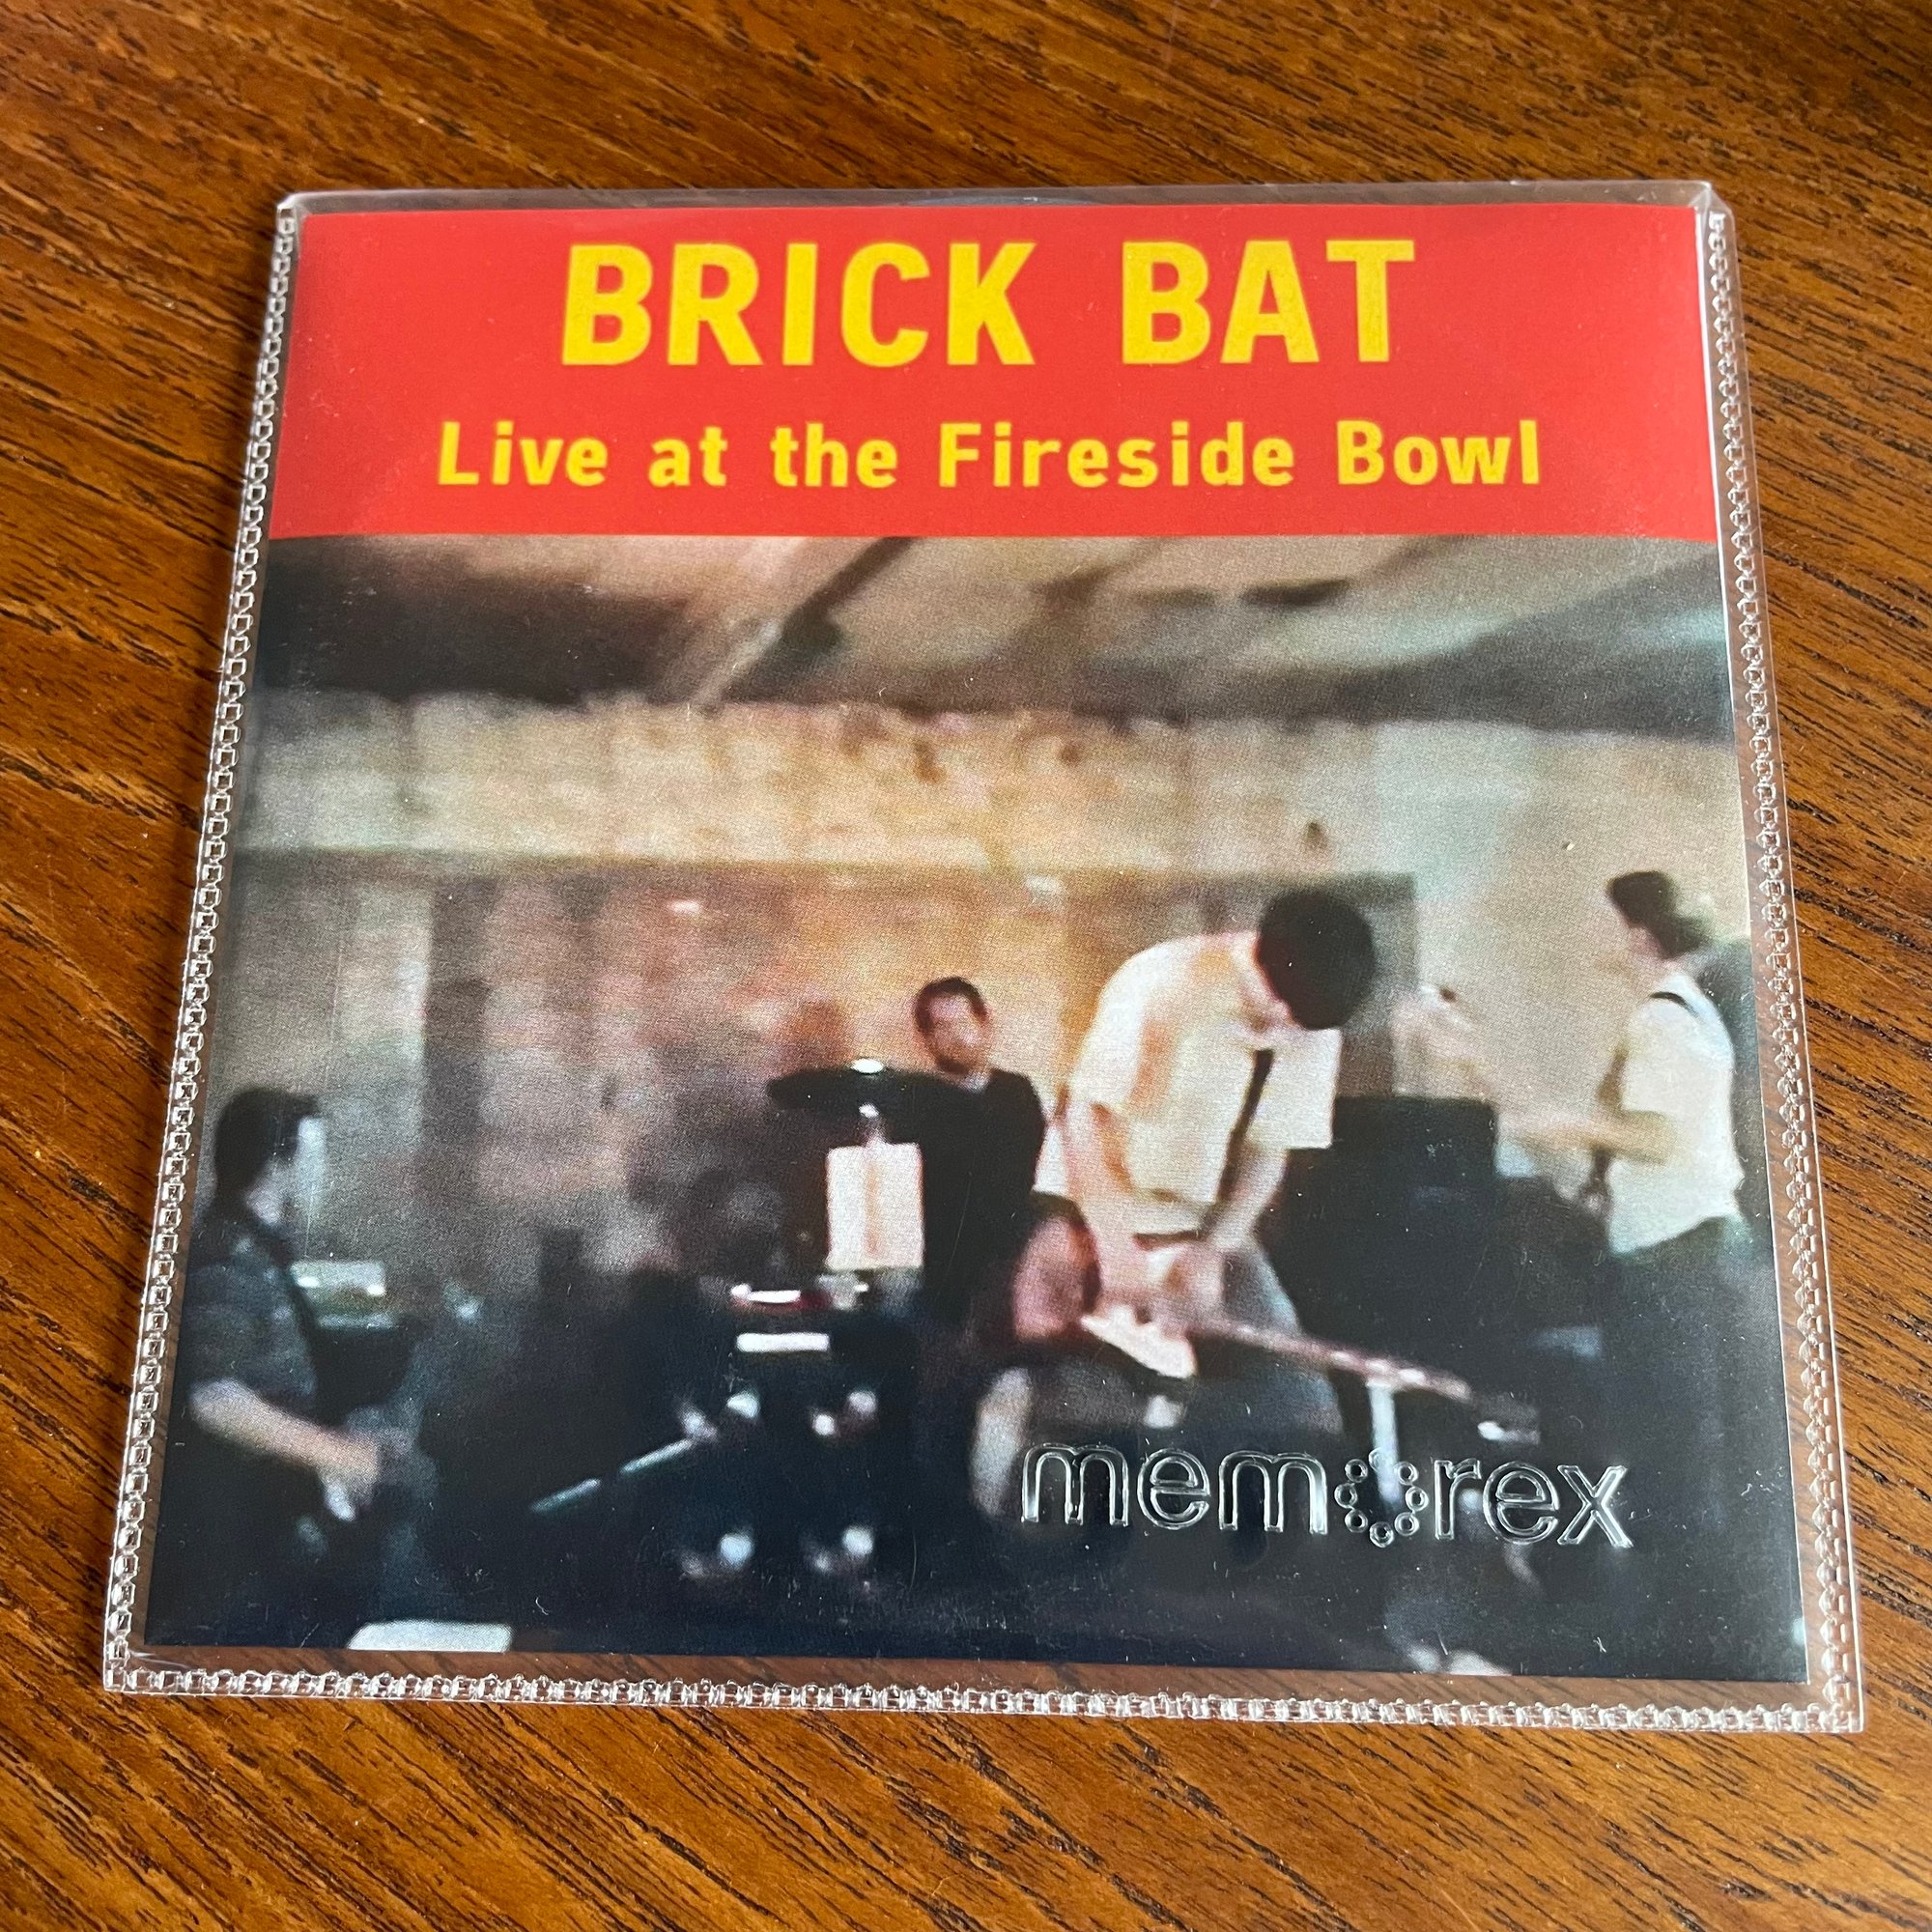 BRICK BAT
Live at the Fireside Bowl
memorex